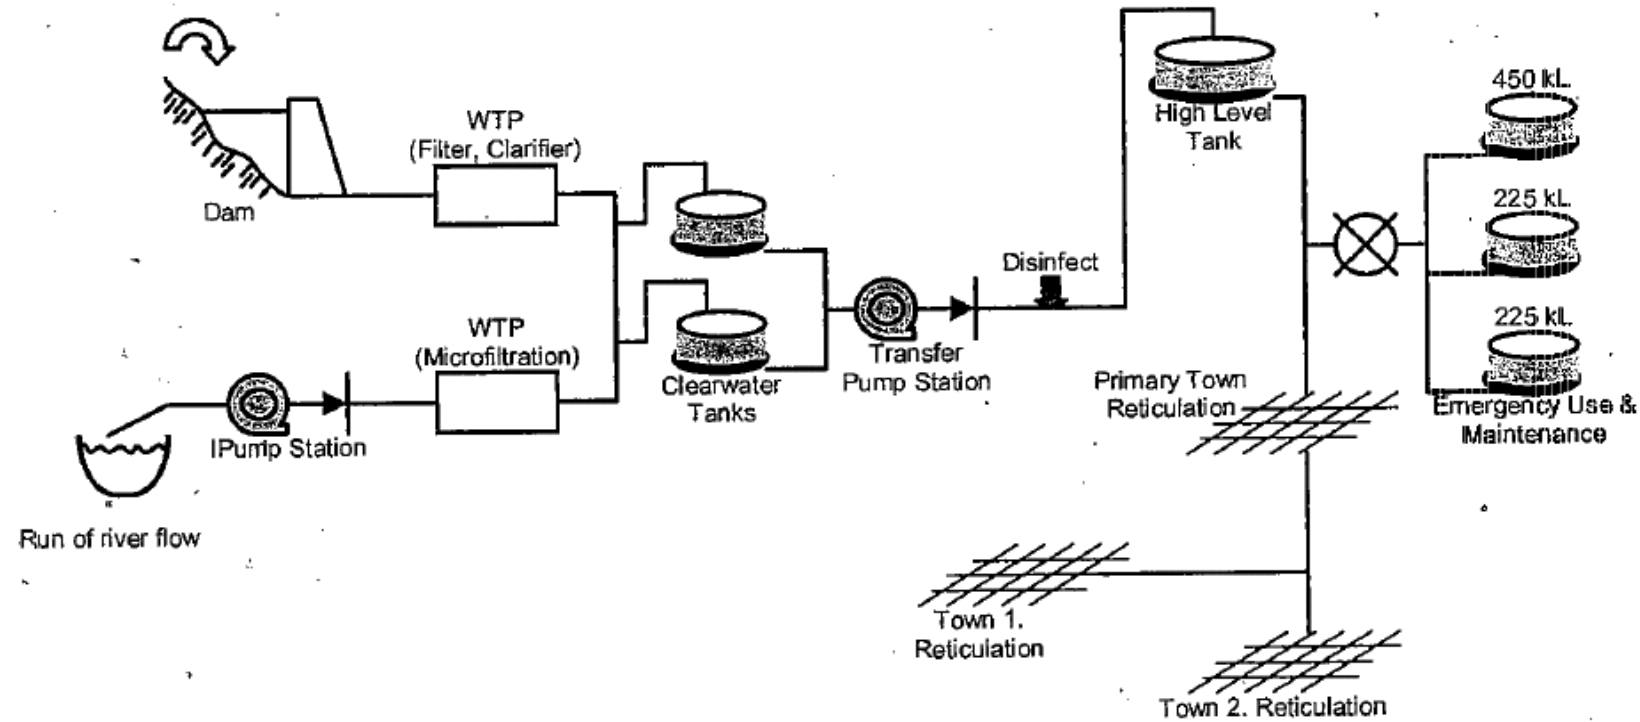 WTP
(Filter, Clarifier)
Dam
WTP
(Microfiltration)
IPump Station
Run of river flow
Clearwater
Tanks
Transfer
Pump Station
Disinfect
High Level
Tank
Primary Town
Reticulation
Town 1.
Reticulation
Town 2. Reticulation
450 kL
225 kL
225 kL
Emergency Use &
Maintenance